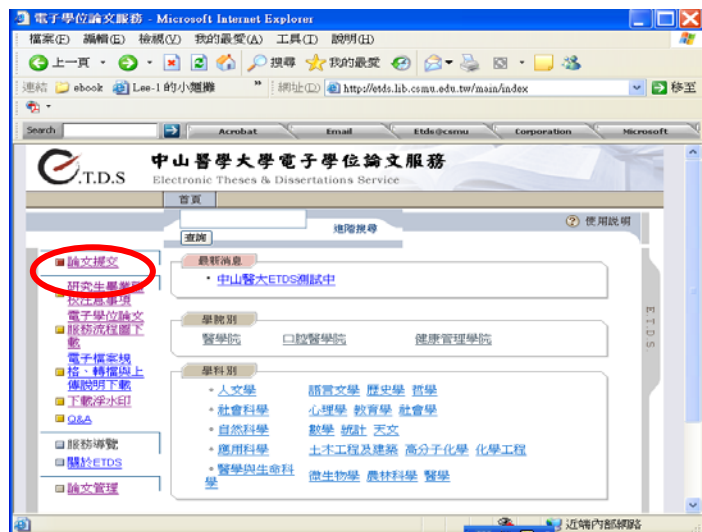 電子學位論文服務 - Microsoft Internet Explorer
檔案(F) 編輯(E) 檢視(V) 我的最愛(A) 工具(T) 說明(H)
上一頁 搜尋 我的最愛
連結 ebook Lee-1 的小麵攤 » 網址(D) http://etds.lib.csmu.edu.tw/main/index 移至
Search Acrobat Email Etds@csmu Corporation Microsoft
.T.D.S 中山醫學大學電子學位論文服務
Electronic Theses & Dissertations Service
首頁
進階搜尋 使用說明
查詢
論文提交
最新消息
• 中山醫大ETDS測試中
研究生畢業
校注意事項
電子學位論文
服務流程圖下
載
電子檔案規
格、轉檔與上
傳說明下載
下載浮水印
Q&A
服務導覽
關於ETDS
論文管理
學院別
醫學院 口腔醫學院 健康管理學院
學科別
• 人文學 語言文學 歷史學 哲學
• 社會科學 心理學 教育學 社會學
• 自然科學 數學 統計 天文
• 應用科學 土木工程及建築 高分子化學 化學工程
• 醫學與生命科
學 微生物學 農林科學 醫學
E.T.D.S.
近端內部網路